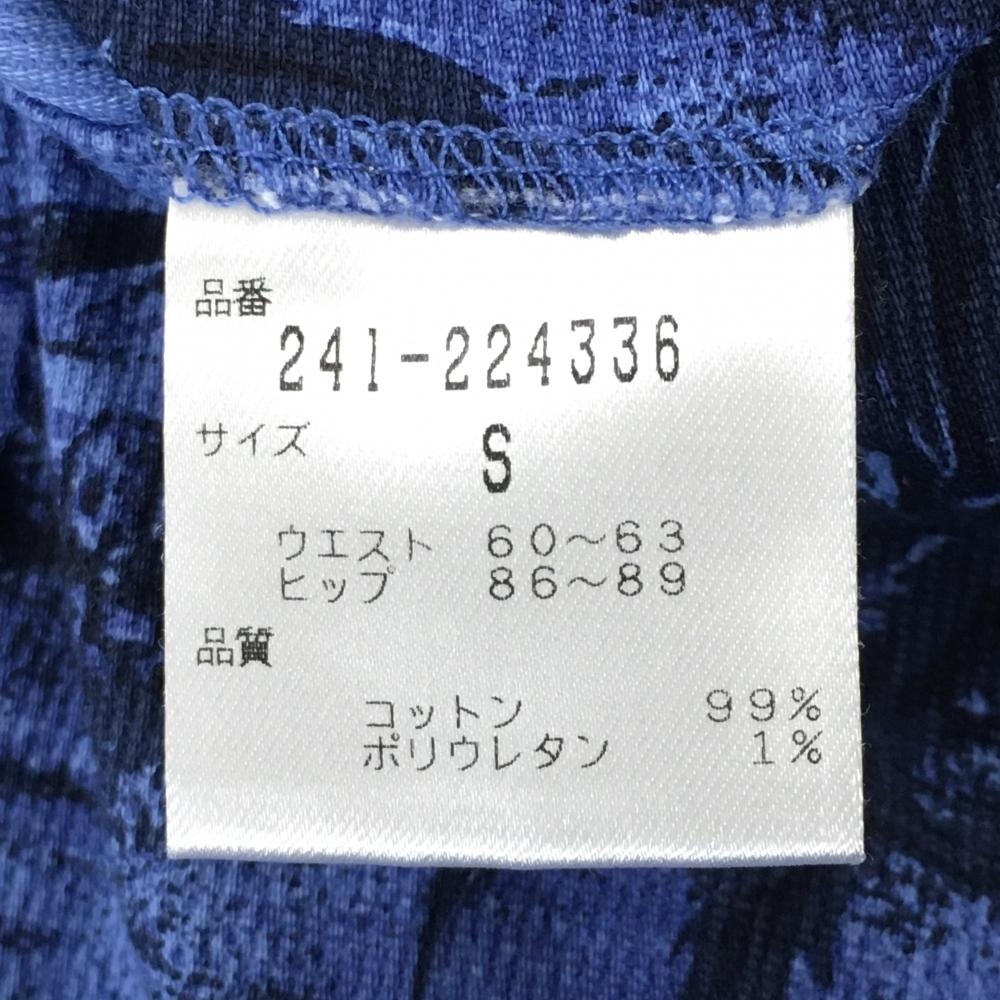 品番
241-224336
サイズ
S
ウエスト 60～63
ヒップ 86～89
品質
コットン 99%
ポリウレタン 1%